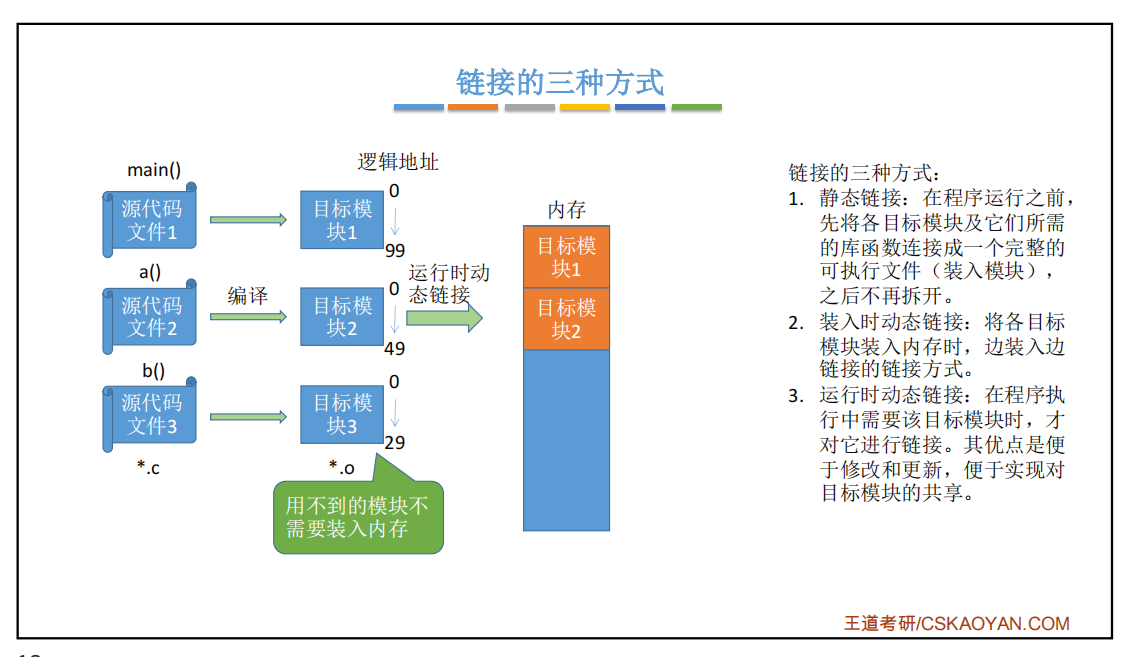 链接的三种方式
main()
源代码
文件1
a()
源代码
文件2
b()
源代码
文件3
*.c
编译
逻辑地址
目标模
块1
0
99
目标模
块2
0
49
目标模
块3
0
29
*.o
用不到的模块不
需要装入内存
运行时动
态链接
内存
目标模
块1
目标模
块2
链接的三种方式：
1. 静态链接：在程序运行之前，
先将各目标模块及它们所需
的库函数连接成一个完整的
可执行文件（装入模块），
之后不再拆开。
2. 装入时动态链接：将各目标
模块装入内存时，边装入边
链接的链接方式。
3. 运行时动态链接：在程序执
行中需要该目标模块时，才
对它进行链接。其优点是便
于修改和更新，便于实现对
目标模块的共享。
王道考研/CSKAOYAN.COM